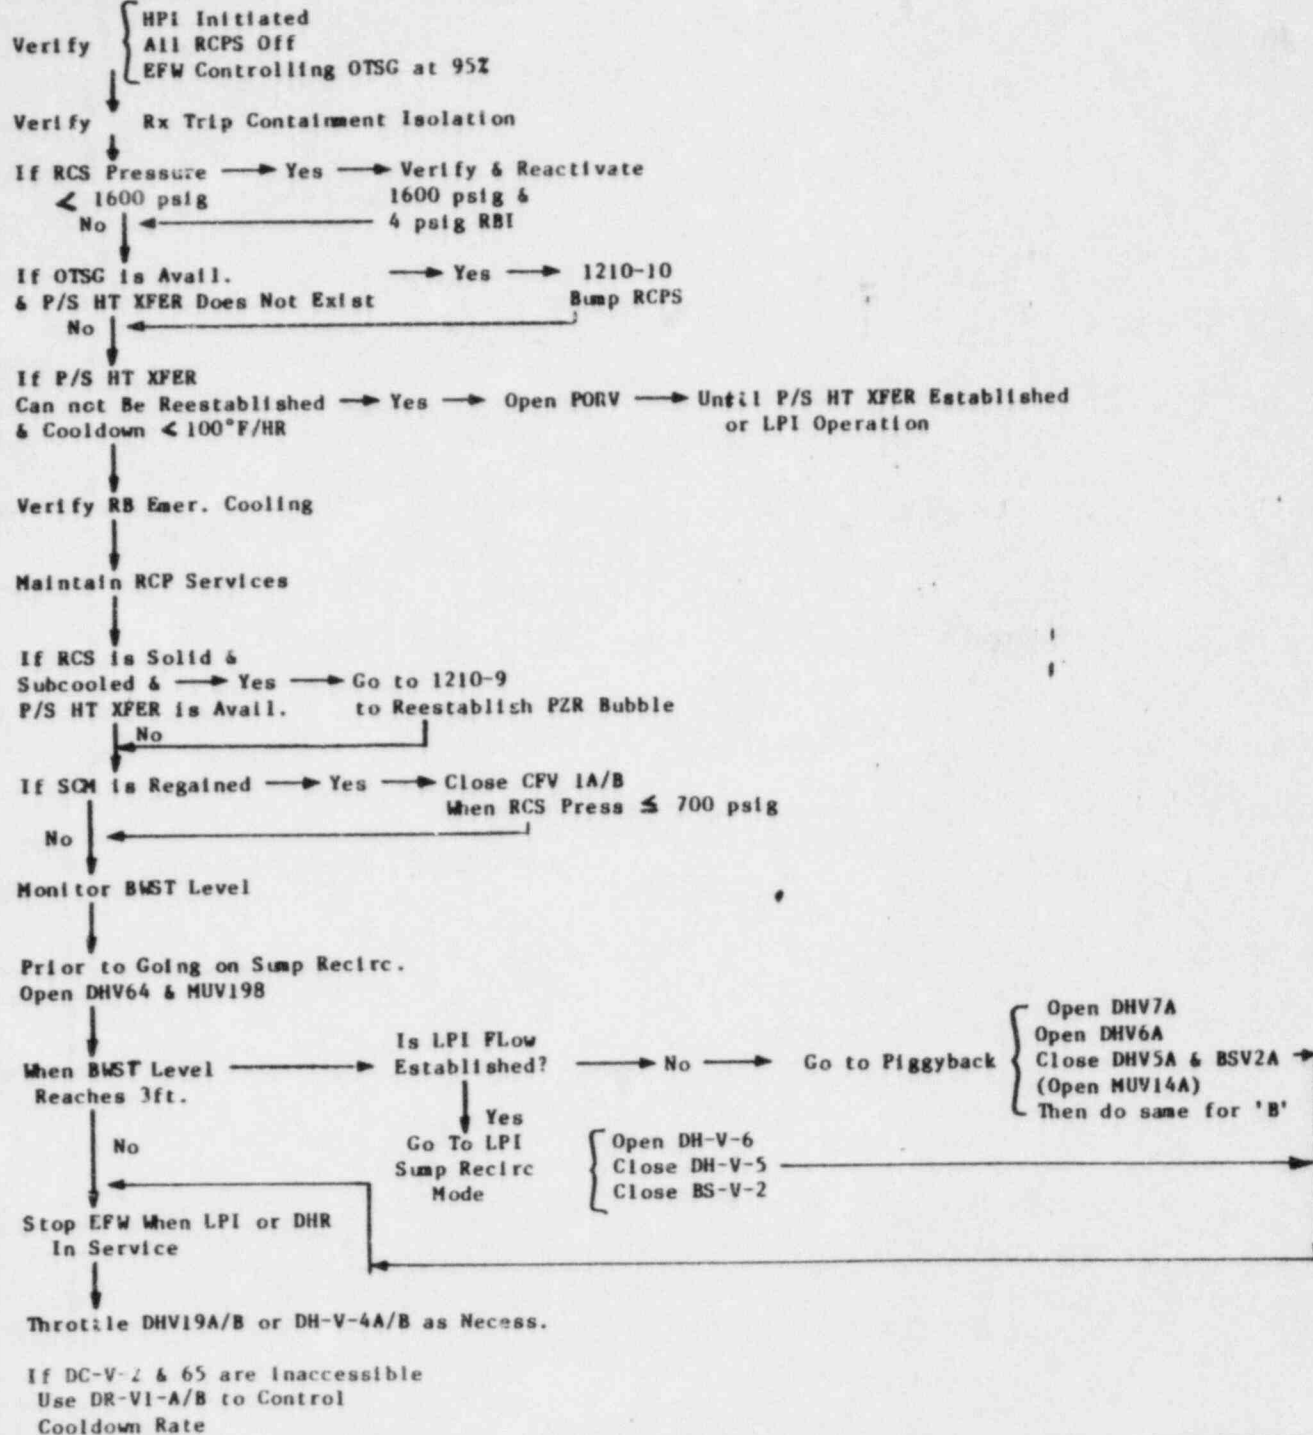 HPI Initiated
Verify All RCPS Off
EFW Controlling OTSG at 95%
Verify Rx Trip Containment Isolation
If RCS Pressure Yes Verify & Reactivate
< 1600 psig 1600 psig &
No 4 psig RBI
If OTSG is Avail. Yes 1210-10
& P/S HT XFER Does Not Exist Bump RCPS
No
If P/S HT XFER
Can not Be Reestablished Yes Open PORV Until P/S HT XFER Established
& Cooldown < 100°F/HR or LPI Operation
Verify RB Emer. Cooling
Maintain RCP Services
If RCS is Solid &
Subcooled & Yes Go to 1210-9
P/S HT XFER is Avail. to Reestablish PZR Bubble
No
If SCM is Regained Yes Close CFV 1A/B
When RCS Press ≤ 700 psig
No
Monitor BWST Level
Prior to Going on Sump Recirc.
Open DHV64 & MUV198
Is LPI FLow
When BWST Level Established? No Go to Piggyback
Reaches 3ft.
Open DHV7A
Open DHV6A
Close DHV5A & BSV2A
(Open MUV14A)
Then do same for 'B'
No
Yes
Go To LPI
Sump Recirc
Mode
Open DH-V-6
Close DH-V-5
Close BS-V-2
Stop EFW When LPI or DHR
In Service
Throttle DHV19A/B or DH-V-4A/B as Necess.
If DC-V-2 & 65 are inaccessible
Use DR-V1-A/B to Control
Cooldown Rate